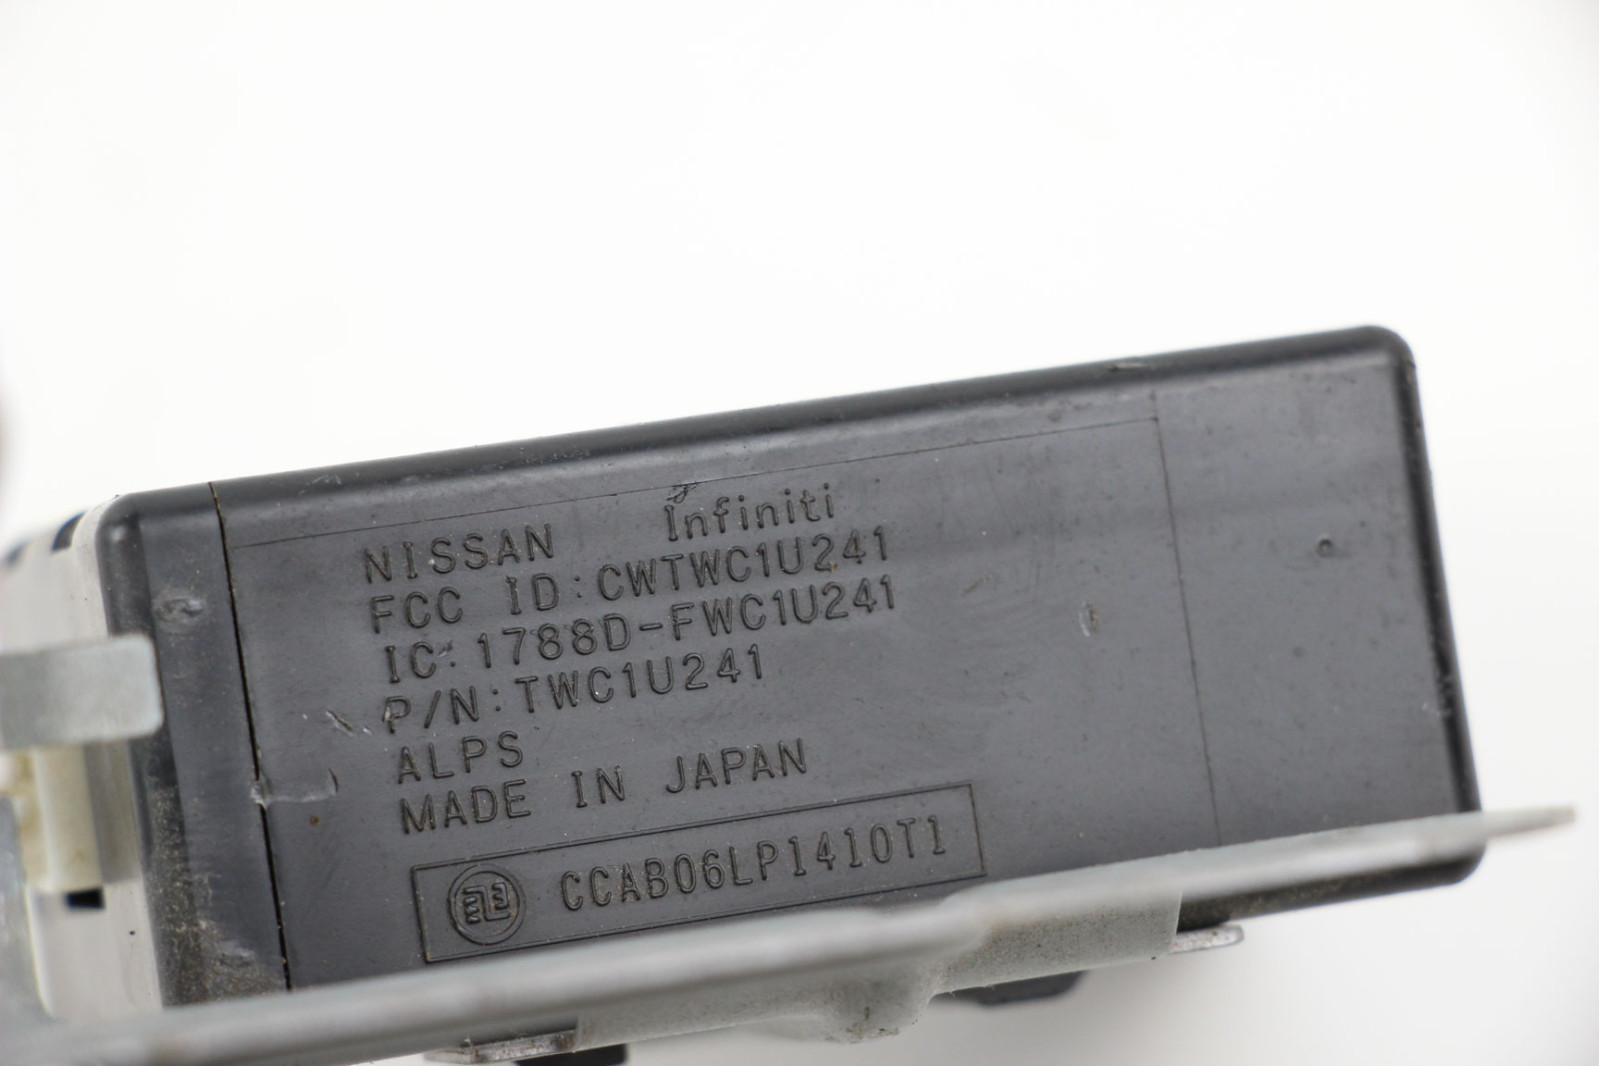 NISSAN Infiniti
FCC ID:CWTWC1U241
IC:1788D-FWC1U241
P/N:TWC1U241
ALPS
MADE IN JAPAN
CCAB06LP1410T1